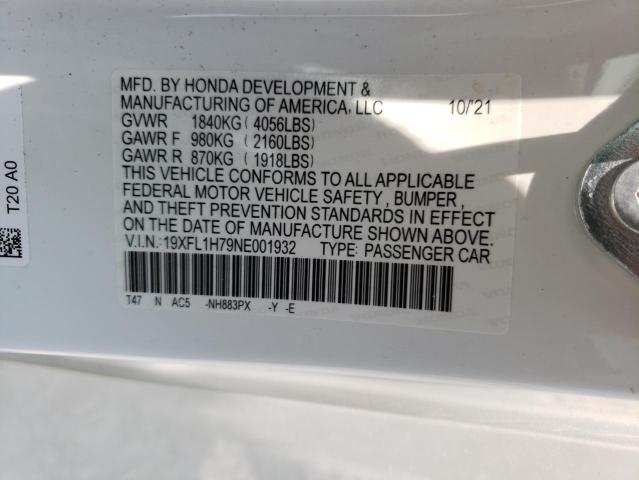 MFD. BY HONDA DEVELOPMENT &
MANUFACTURING OF AMERICA, LLC 10/'21
GVWR 1840KG ( 4056LBS)
GAWR F 980KG ( 2160LBS)
GAWR R 870KG ( 1918LBS)
THIS VEHICLE CONFORMS TO ALL APPLICABLE
FEDERAL MOTOR VEHICLE SAFETY , BUMPER ,
AND THEFT PREVENTION STANDARDS IN EFFECT
ON THE DATE OF MANUFACTURE SHOWN ABOVE.
V.I.N.:19XFL1H79NE001932 TYPE: PASSENGER CAR
T47 N AC5 -NH883PX -Y -E
T20 A0